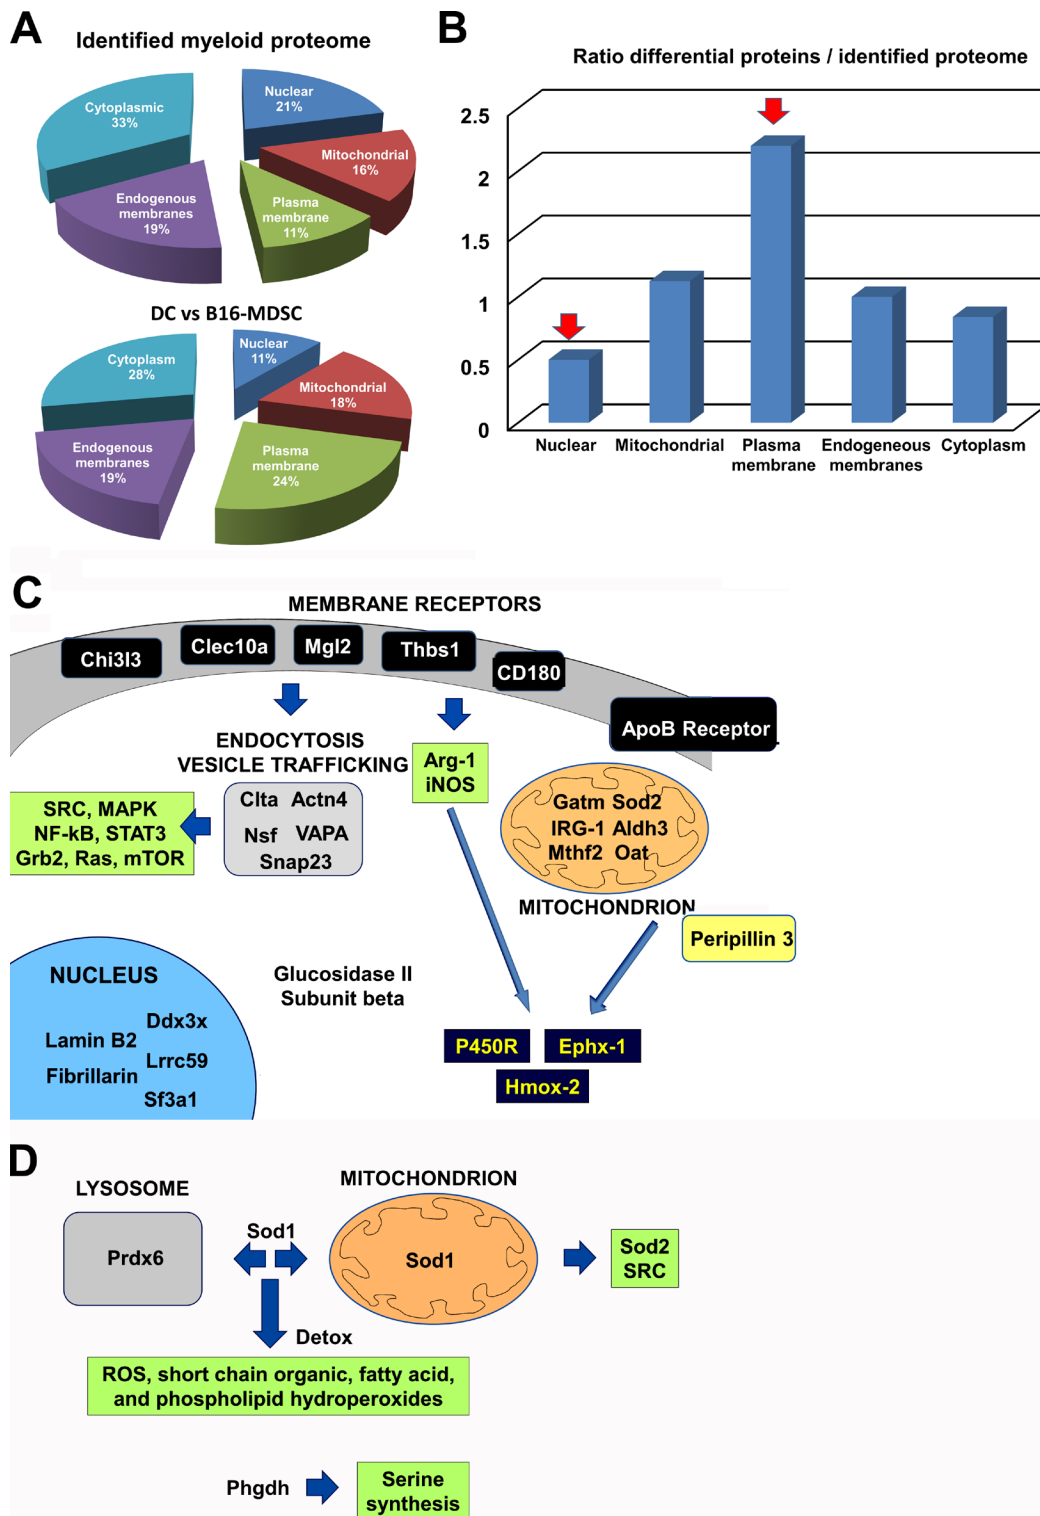 A
Identified myeloid proteome
Cytoplasmic
33%
Nuclear
21%
Mitochondrial
16%
Plasma
membrane
11%
Endogenous
membranes
19%
DC vs B16-MDSC
Cytoplasm
28%
Nuclear
11%
Mitochondrial
18%
Plasma
membrane
24%
Endogenous
membranes
19%
B
Ratio differential proteins / identified proteome
2.5
2
1.5
1
0.5
0
Nuclear
Mitochondrial
Plasma
membrane
Endogeneous
membranes
Cytoplasm
C
MEMBRANE RECEPTORS
Chi3l3
Clec10a
Mgl2
Thbs1
CD180
ApoB Receptor
ENDOCYTOSIS
VESICLE TRAFFICKING
Arg-1
iNOS
SRC, MAPK
NF-kB, STAT3
Grb2, Ras, mTOR
Clta Actn4
Nsf VAPA
Snap23
Gatm Sod2
IRG-1 Aldh3
Mthf2 Oat
MITOCHONDRION
Peripillin 3
NUCLEUS
Ddx3x
Lamin B2
Lrrc59
Fibrillarin
Sf3a1
Glucosidase II
Subunit beta
P450R
Ephx-1
Hmox-2
D
LYSOSOME
Prdx6
Sod1
MITOCHONDRION
Sod1
Sod2
SRC
Detox
ROS, short chain organic, fatty acid,
and phospholipid hydroperoxides
Phgdh
Serine
synthesis